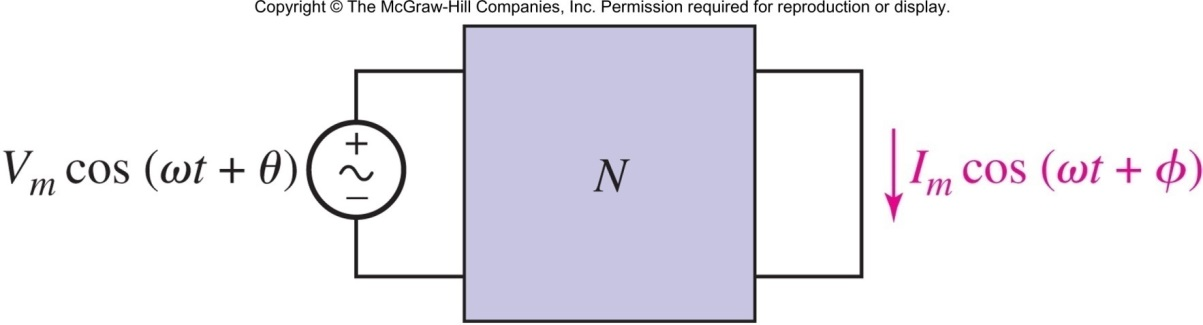 Copyright © The McGraw-Hill Companies, Inc. Permission required for reproduction or display.
V_m cos (ωt + θ)
+
~
−
N
I_m cos (ωt + ϕ)